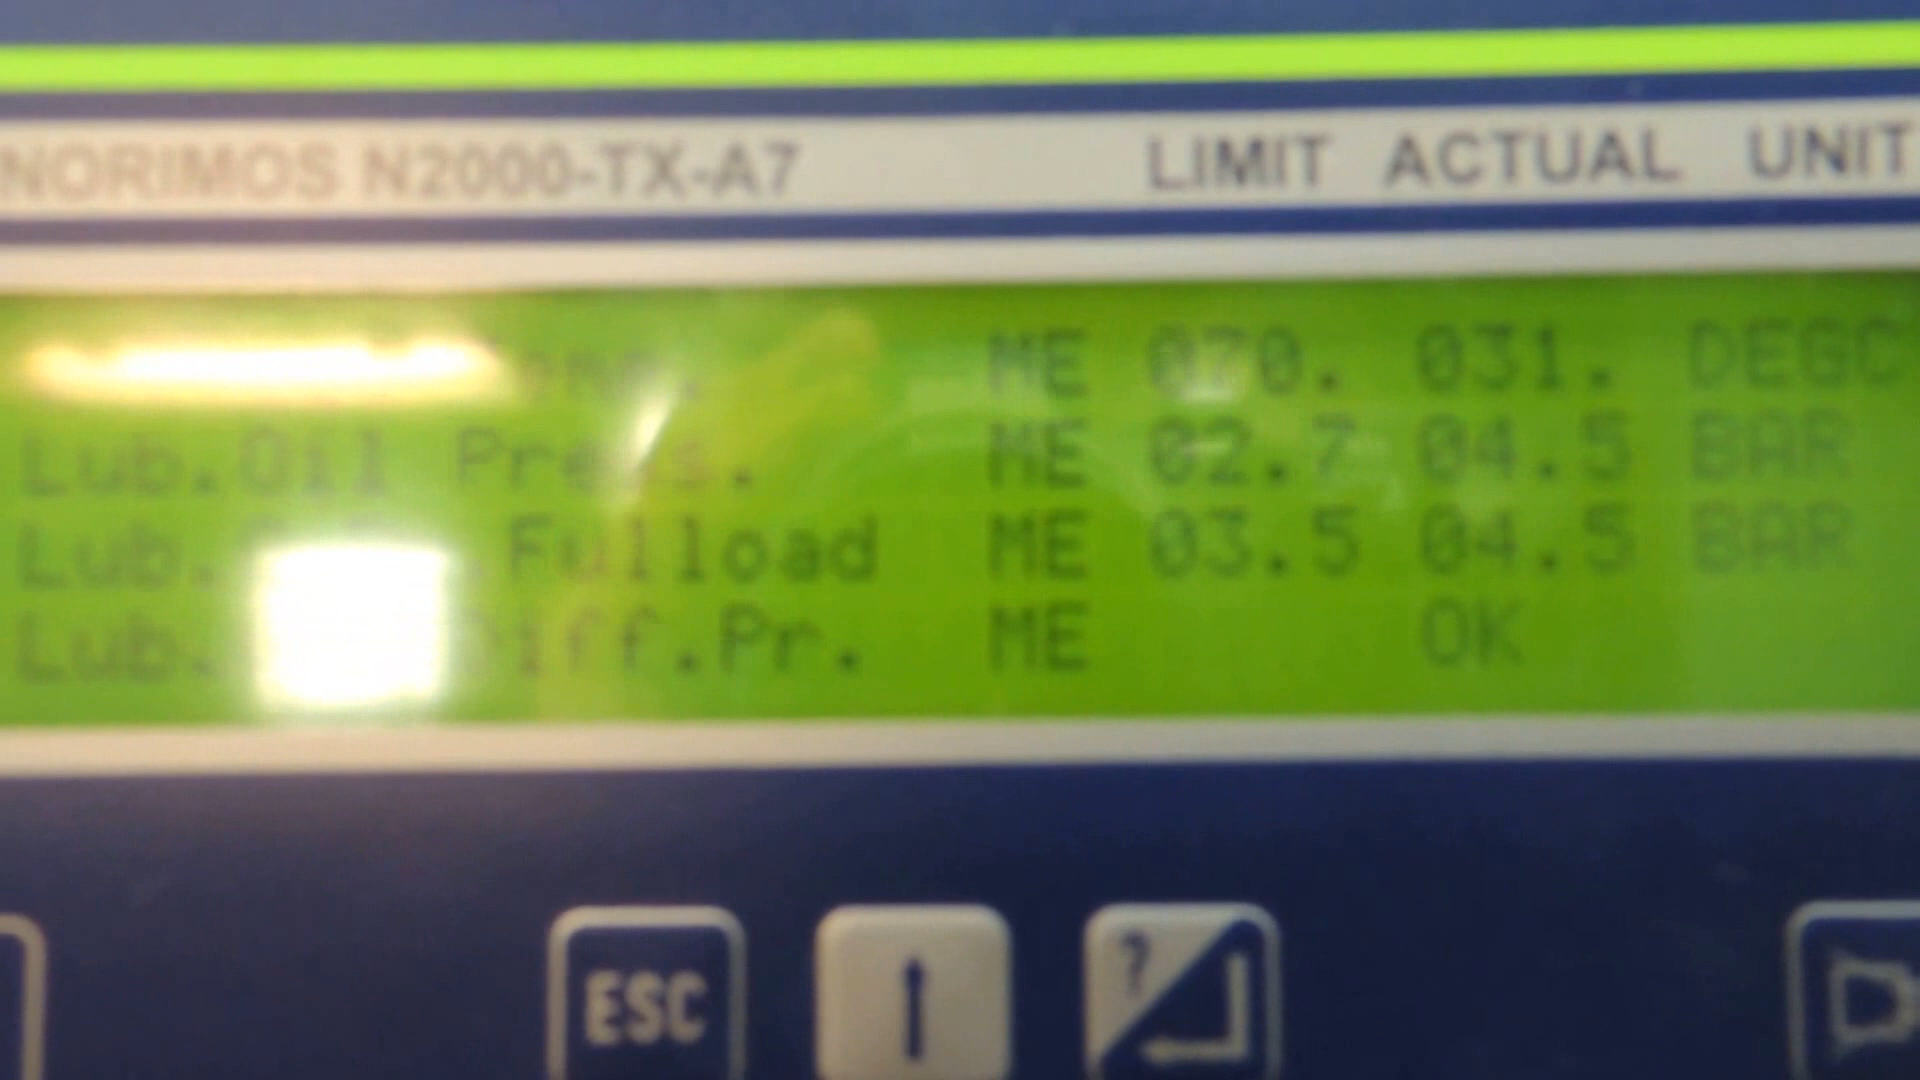 NORIMOS N2000-TX-A7 LIMIT ACTUAL UNIT
ME 070. 031. DEGC
Lub.Oil Press. ME 02.7 04.5 BAR
Lub. Fulload ME 03.5 04.5 BAR
Lub. Diff.Pr. ME OK
ESC ?